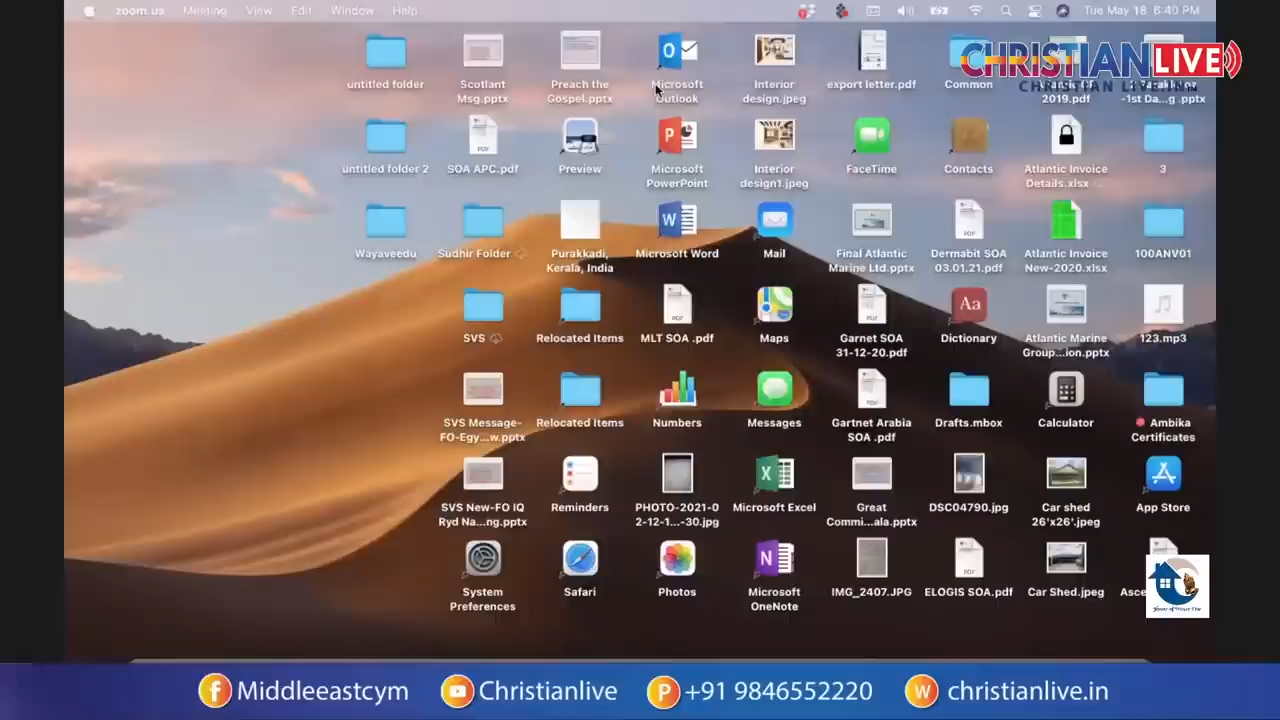 zoom.us Meeting View Edit Window Help Tue May 18 6:40 PM
CHRISTIAN LIVE
untitled folder
Scotlant Msg.pptx
Preach the Gospel.pptx
Microsoft Outlook
Interior design.jpeg
export letter.pdf
Common
2019.pdf
-1st Da...g .pptx
untitled folder 2
SOA APC.pdf
Preview
Microsoft PowerPoint
Interior design1.jpeg
FaceTime
Contacts
Atlantic Invoice Details.xlsx
3
Wayaveedu
Sudhir Folder
Purakkadi, Kerala, India
Microsoft Word
Mail
Final Atlantic Marine Ltd.pptx
Dermabit SOA 03.01.21.pdf
Atlantic Invoice New-2020.xlsx
100ANV01
SVS
Relocated Items
MLT SOA .pdf
Maps
Garnet SOA 31-12-20.pdf
Dictionary
Atlantic Marine Group...ion.pptx
123.mp3
SVS Message-FO-Egy...w.pptx
Relocated Items
Numbers
Messages
Gartnet Arabia SOA .pdf
Drafts.mbox
Calculator
Ambika Certificates
SVS New-FO IQ Ryd Na...ng.pptx
Reminders
PHOTO-2021-02-12-1...-30.jpg
Microsoft Excel
Great Commi...ala.pptx
DSC04790.jpg
Car shed 26'x26'.jpeg
App Store
System Preferences
Safari
Photos
Microsoft OneNote
IMG_2407.JPG
ELOGIS SOA.pdf
Car Shed.jpeg
Middleeastcym Christianlive +91 9846552220 christianlive.in